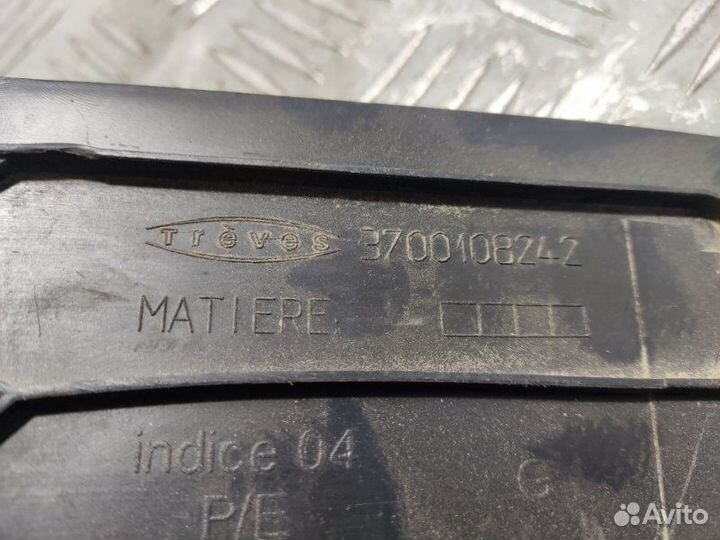 Trèves 3700108242
MATIERE
indice 04
G
P/E
Avito